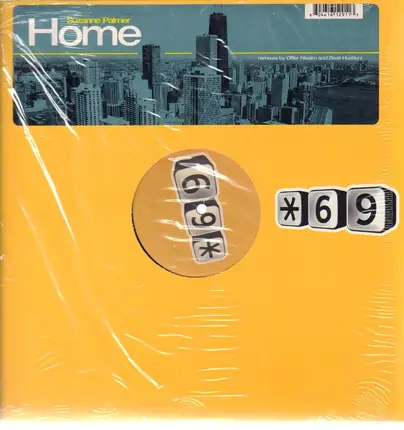 Suzanne Palmer
Home
remixes by Offer Nissim and Beat Hustlerz
*69
*69